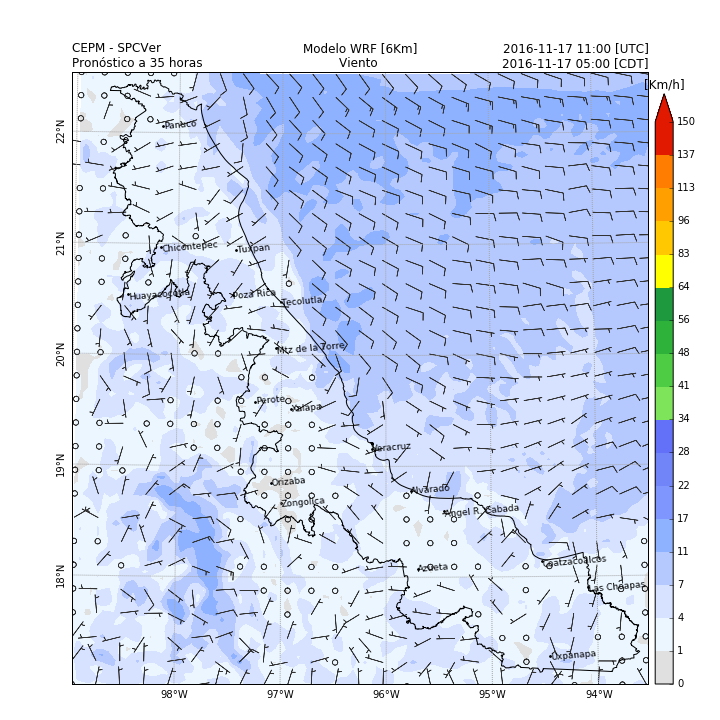 CEPM - SPCVer
Pronóstico a 35 horas
Modelo WRF [6Km]
Viento
2016-11-17 11:00 [UTC]
2016-11-17 05:00 [CDT]
[Km/h]
150
137
113
96
83
64
56
48
41
34
28
22
17
11
7
4
1
0
22°N
21°N
20°N
19°N
18°N
Panuco
Chicontepec
Tuxpan
Huayacocotla
Poza Rica
Tecolutla
Mtz de la Torre
Perote
Xalapa
Veracruz
Orizaba
Zongolica
Alvarado
Angel R. Cabada
Azueta
Coatzacoalcos
Las Choapas
Uxpanapa
98°W
97°W
96°W
95°W
94°W